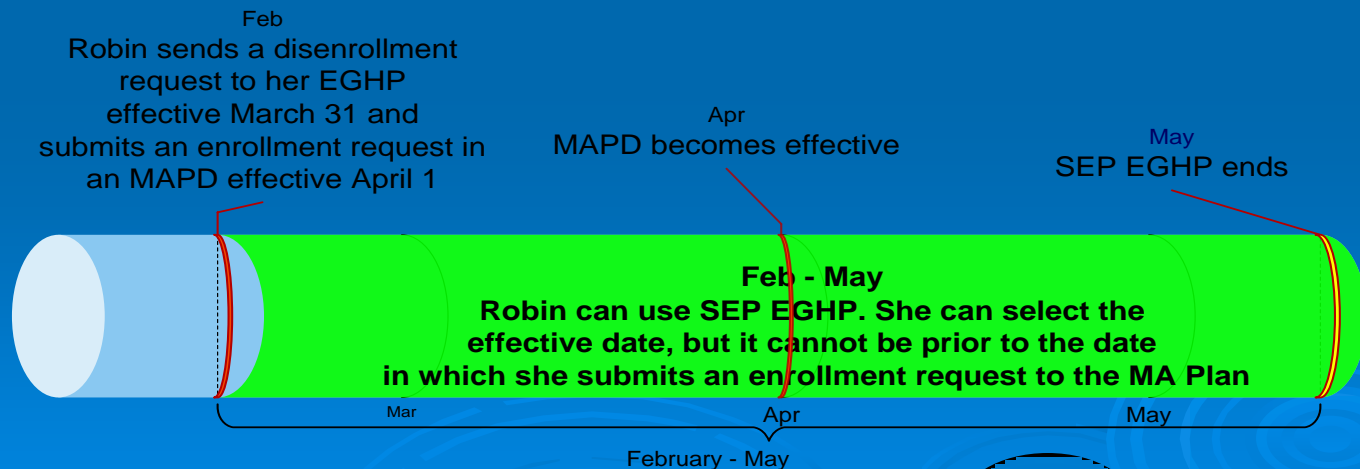 Feb
Robin sends a disenrollment
request to her EGHP
effective March 31 and
submits an enrollment request in
an MAPD effective April 1
Apr
MAPD becomes effective
May
SEP EGHP ends
Feb - May
Robin can use SEP EGHP. She can select the
effective date, but it cannot be prior to the date
in which she submits an enrollment request to the MA Plan
Mar
Apr
May
February - May